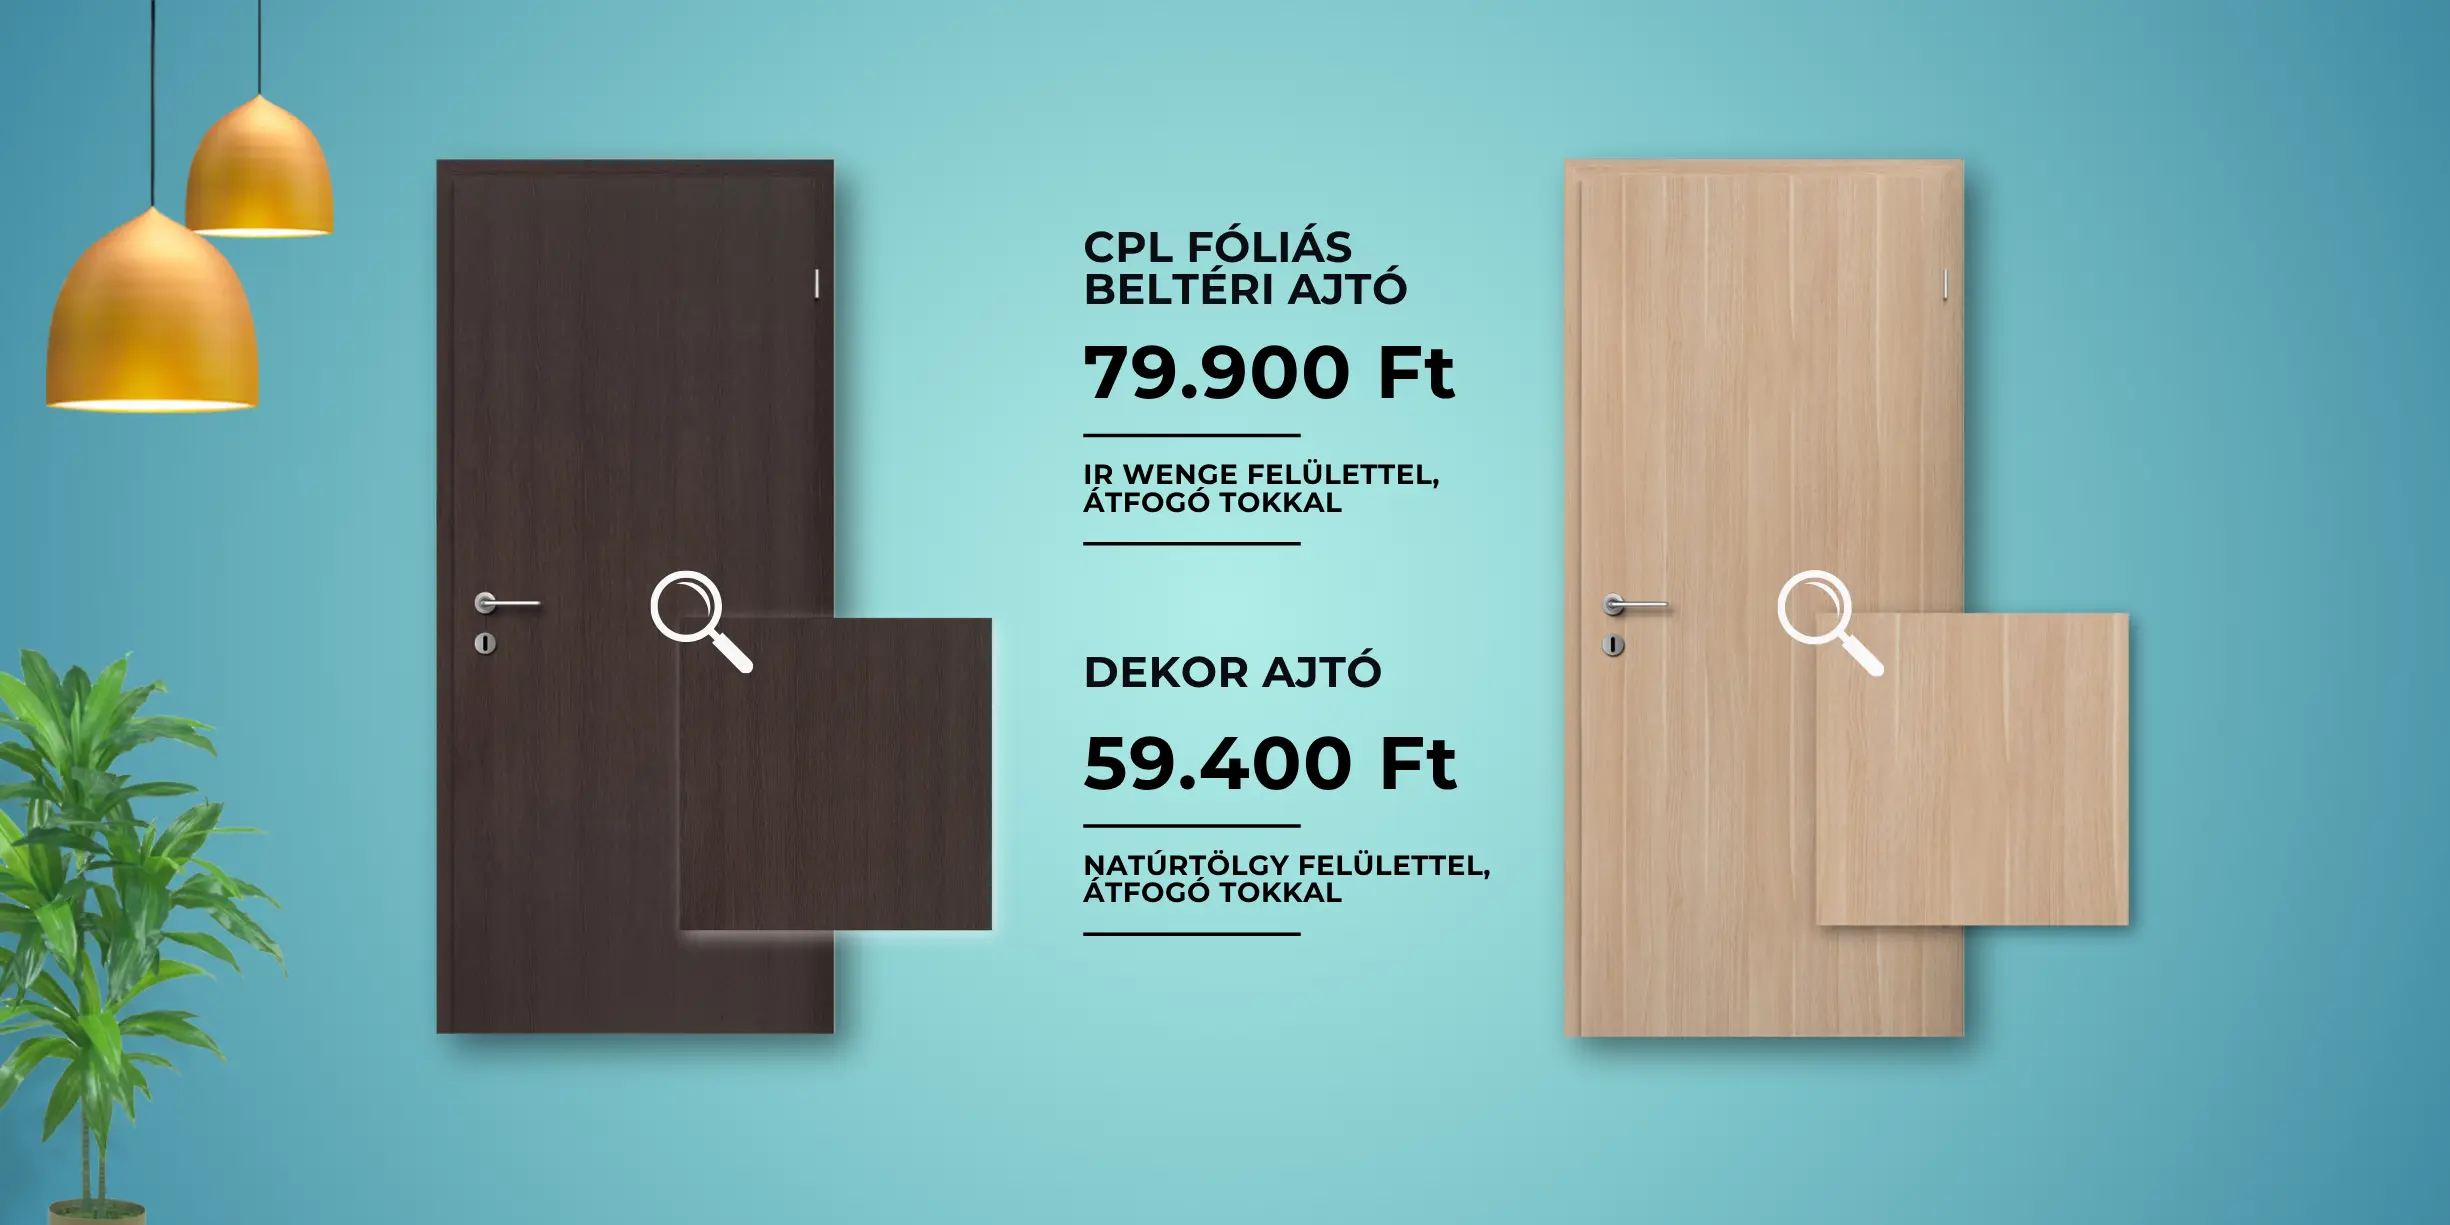 CPL FÓLIÁS
BELTÉRI AJTÓ
79.900 Ft
IR WENGE FELÜLETTEL,
ÁTFOGÓ TOKKAL
DEKOR AJTÓ
59.400 Ft
NATÚRTÖLGY FELÜLETTEL,
ÁTFOGÓ TOKKAL